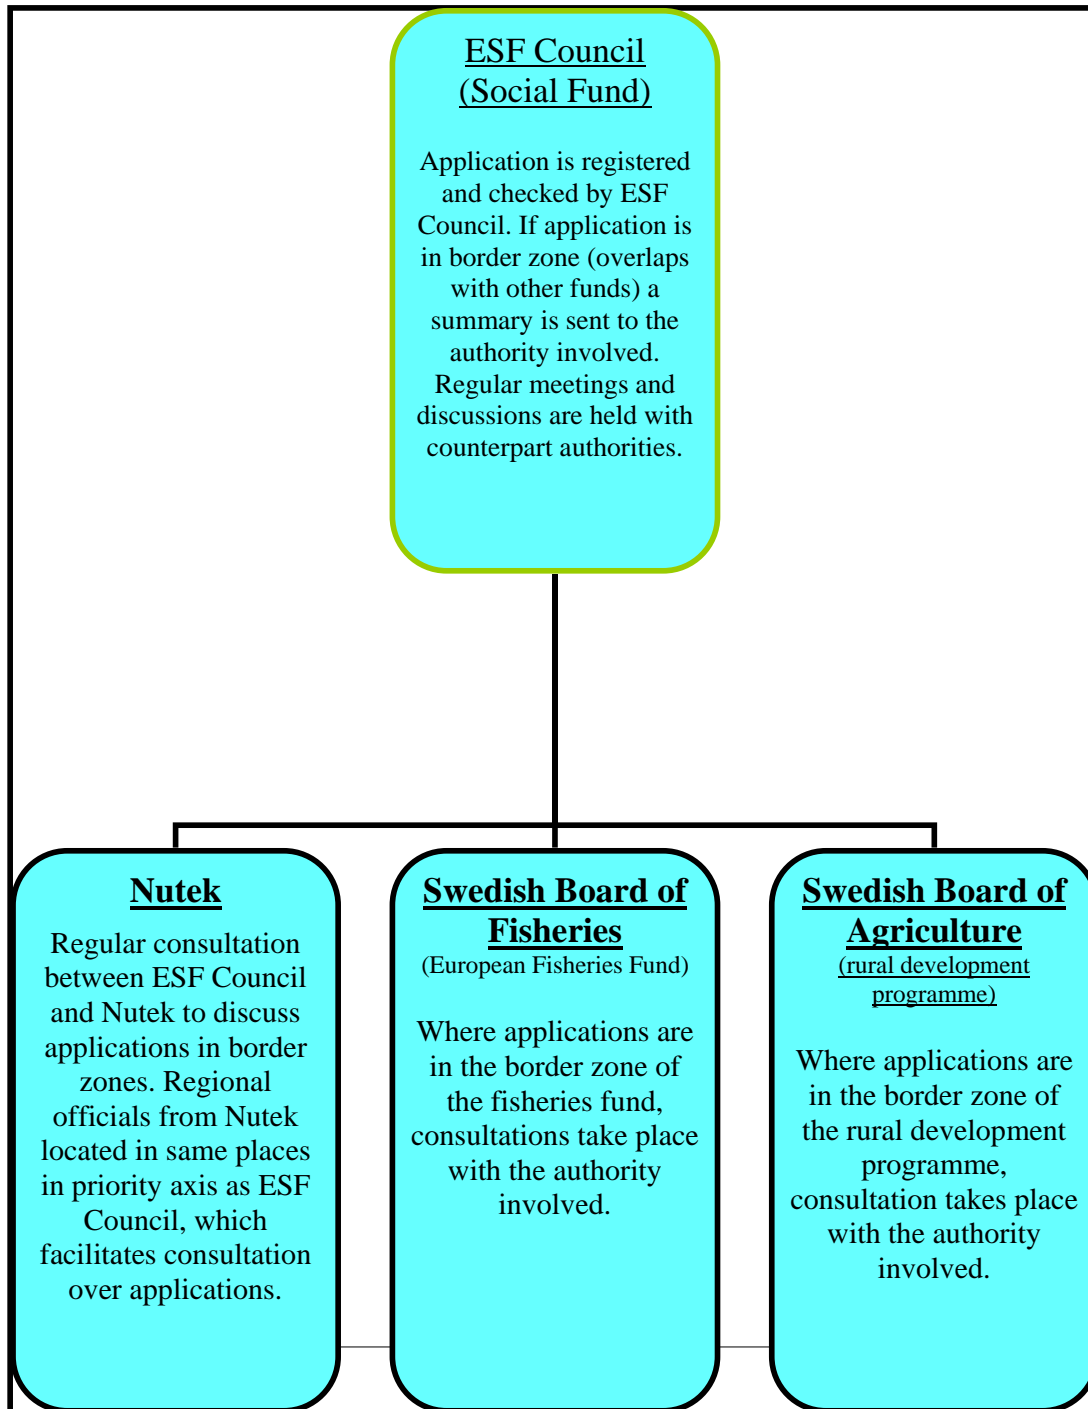 ESF Council
(Social Fund)
Application is registered
and checked by ESF
Council. If application is
in border zone (overlaps
with other funds) a
summary is sent to the
authority involved.
Regular meetings and
discussions are held with
counterpart authorities.
Nutek
Regular consultation
between ESF Council
and Nutek to discuss
applications in border
zones. Regional
officials from Nutek
located in same places
in priority axis as ESF
Council, which
facilitates consultation
over applications.
Swedish Board of
Fisheries
(European Fisheries Fund)
Where applications are
in the border zone of
the fisheries fund,
consultations take place
with the authority
involved.
Swedish Board of
Agriculture
(rural development
programme)
Where applications are
in the border zone of
the rural development
programme,
consultation takes place
with the authority
involved.